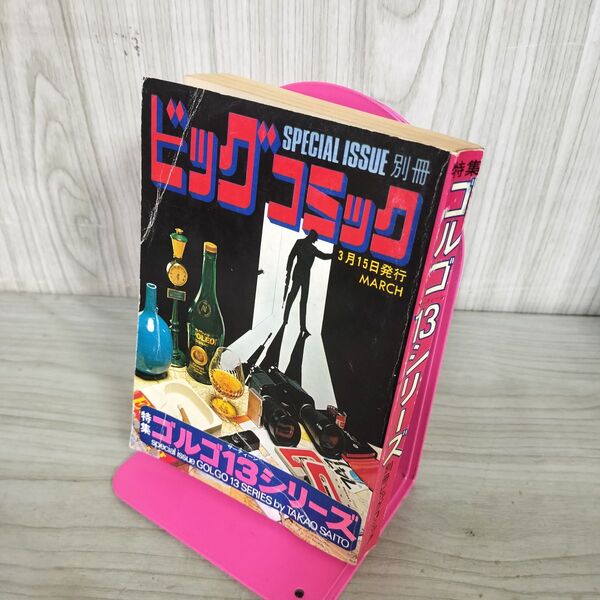 SPECIAL ISSUE 別冊
ビッグコミック
3月15日発行
MARCH
特集
ゴルゴ13シリーズ
special issue GOLGO 13 SERIES by TAKAO SAITO
特集
ゴルゴ13シリーズ